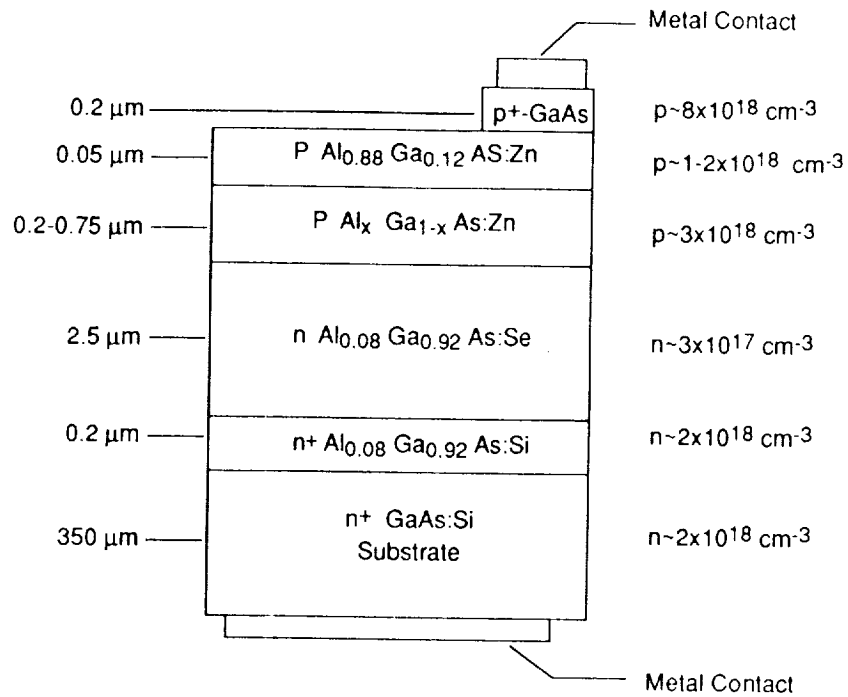 Metal Contact
0.2 μm p+-GaAs p~8x10¹⁸ cm⁻³
0.05 μm P Al₀.₈₈ Ga₀.₁₂ AS:Zn p~1-2x10¹⁸ cm⁻³
0.2-0.75 μm P Alₓ Ga₁₋ₓ As:Zn p~3x10¹⁸ cm⁻³
2.5 μm n Al₀.₀₈ Ga₀.₉₂ As:Se n~3x10¹⁷ cm⁻³
0.2 μm n+ Al₀.₀₈ Ga₀.₉₂ As:Si n~2x10¹⁸ cm⁻³
350 μm n+ GaAs:Si n~2x10¹⁸ cm⁻³
Substrate
Metal Contact